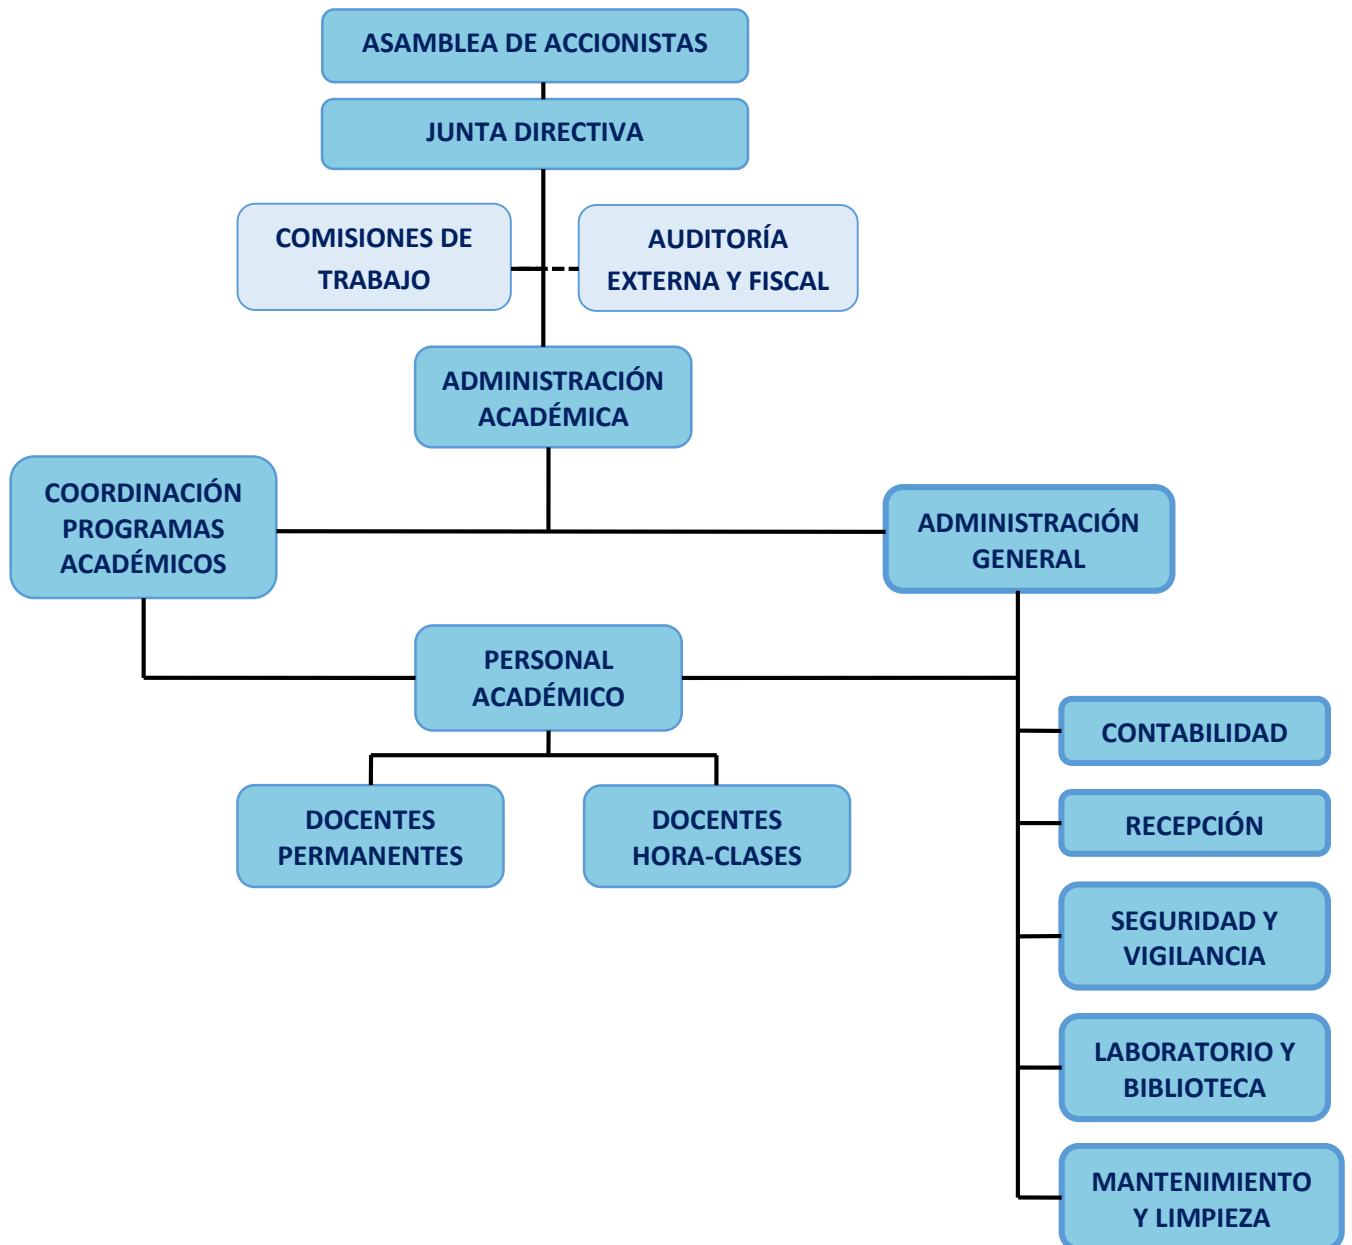 ASAMBLEA DE ACCIONISTAS
JUNTA DIRECTIVA
COMISIONES DE
TRABAJO
AUDITORÍA
EXTERNA Y FISCAL
ADMINISTRACIÓN
ACADÉMICA
COORDINACIÓN
PROGRAMAS
ACADÉMICOS
ADMINISTRACIÓN
GENERAL
PERSONAL
ACADÉMICO
DOCENTES
PERMANENTES
DOCENTES
HORA-CLASES
CONTABILIDAD
RECEPCIÓN
SEGURIDAD Y
VIGILANCIA
LABORATORIO Y
BIBLIOTECA
MANTENIMIENTO
Y LIMPIEZA